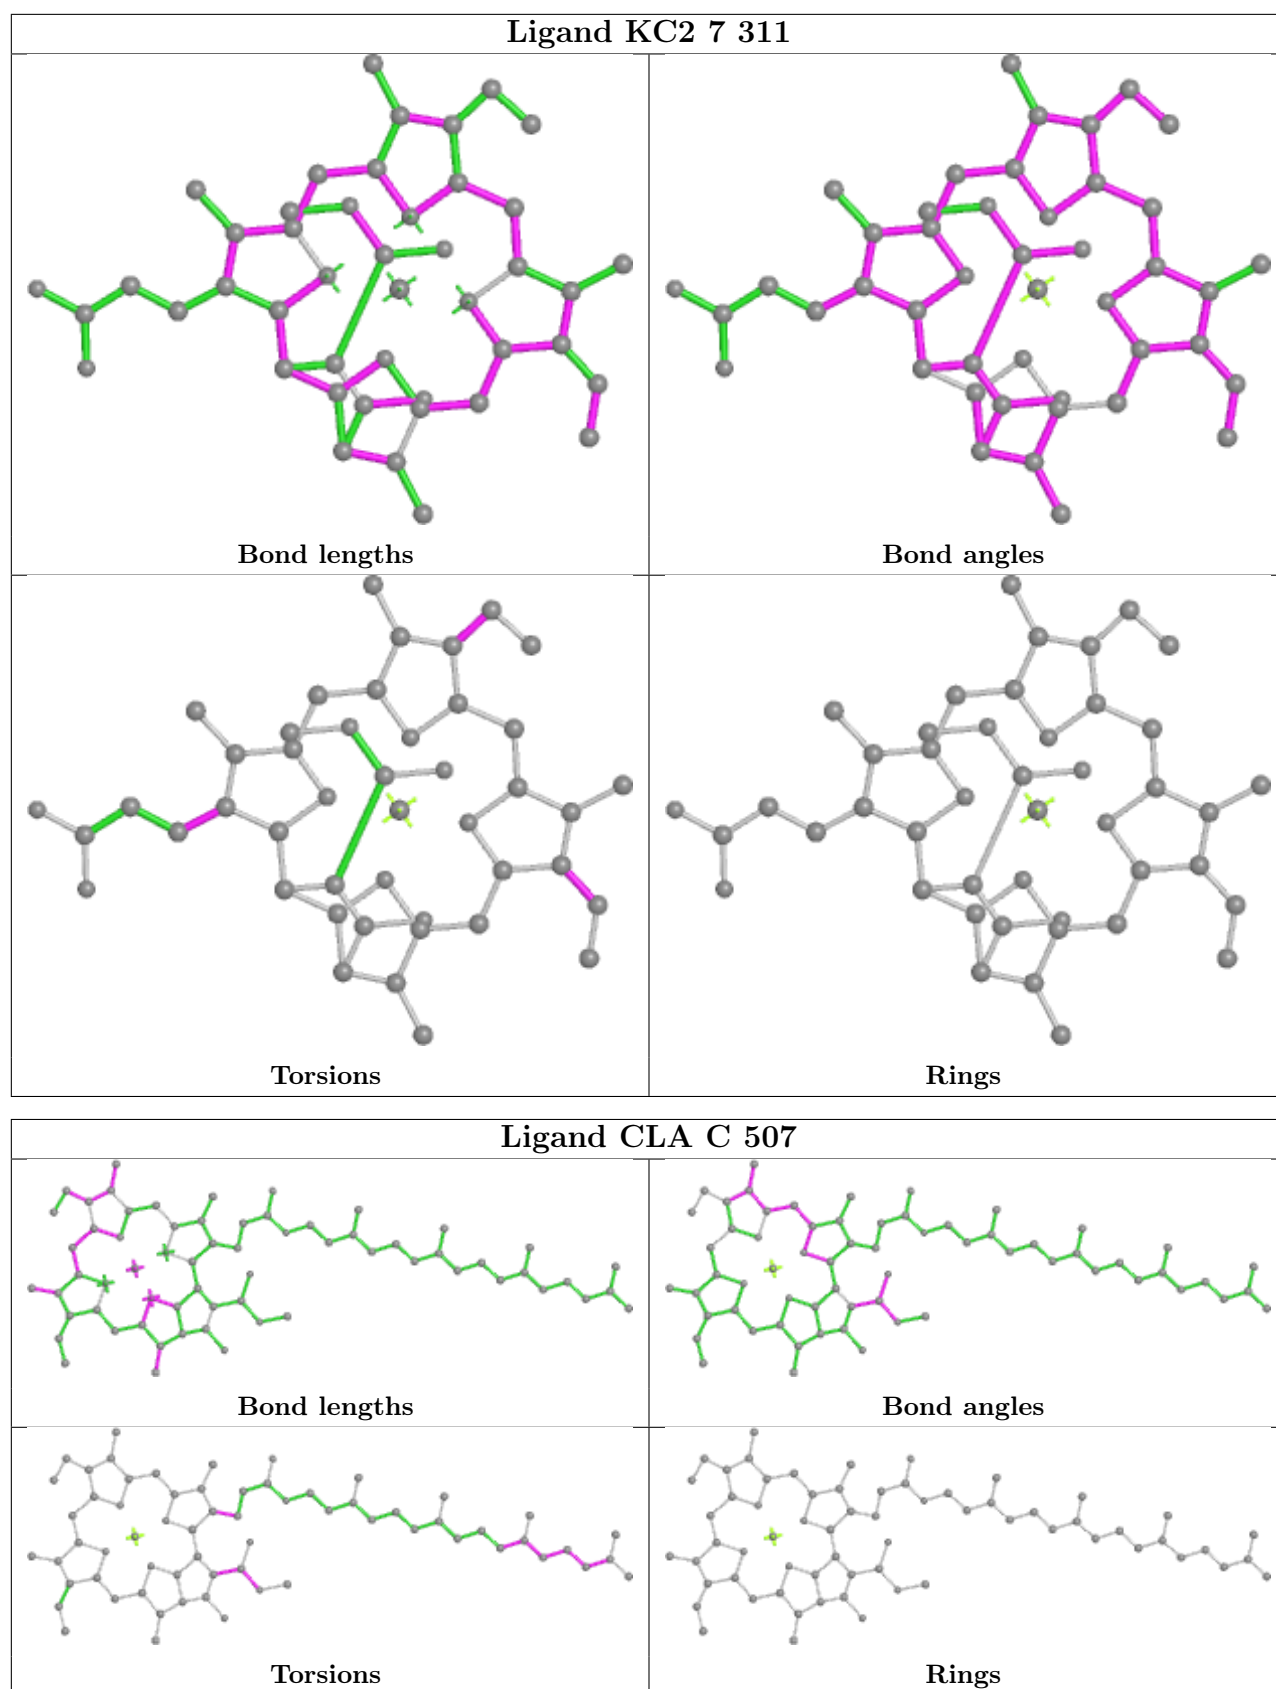 Ligand KC2 7 311
Bond lengths
Bond angles
Torsions
Rings
Ligand CLA C 507
Bond lengths
Bond angles
Torsions
Rings